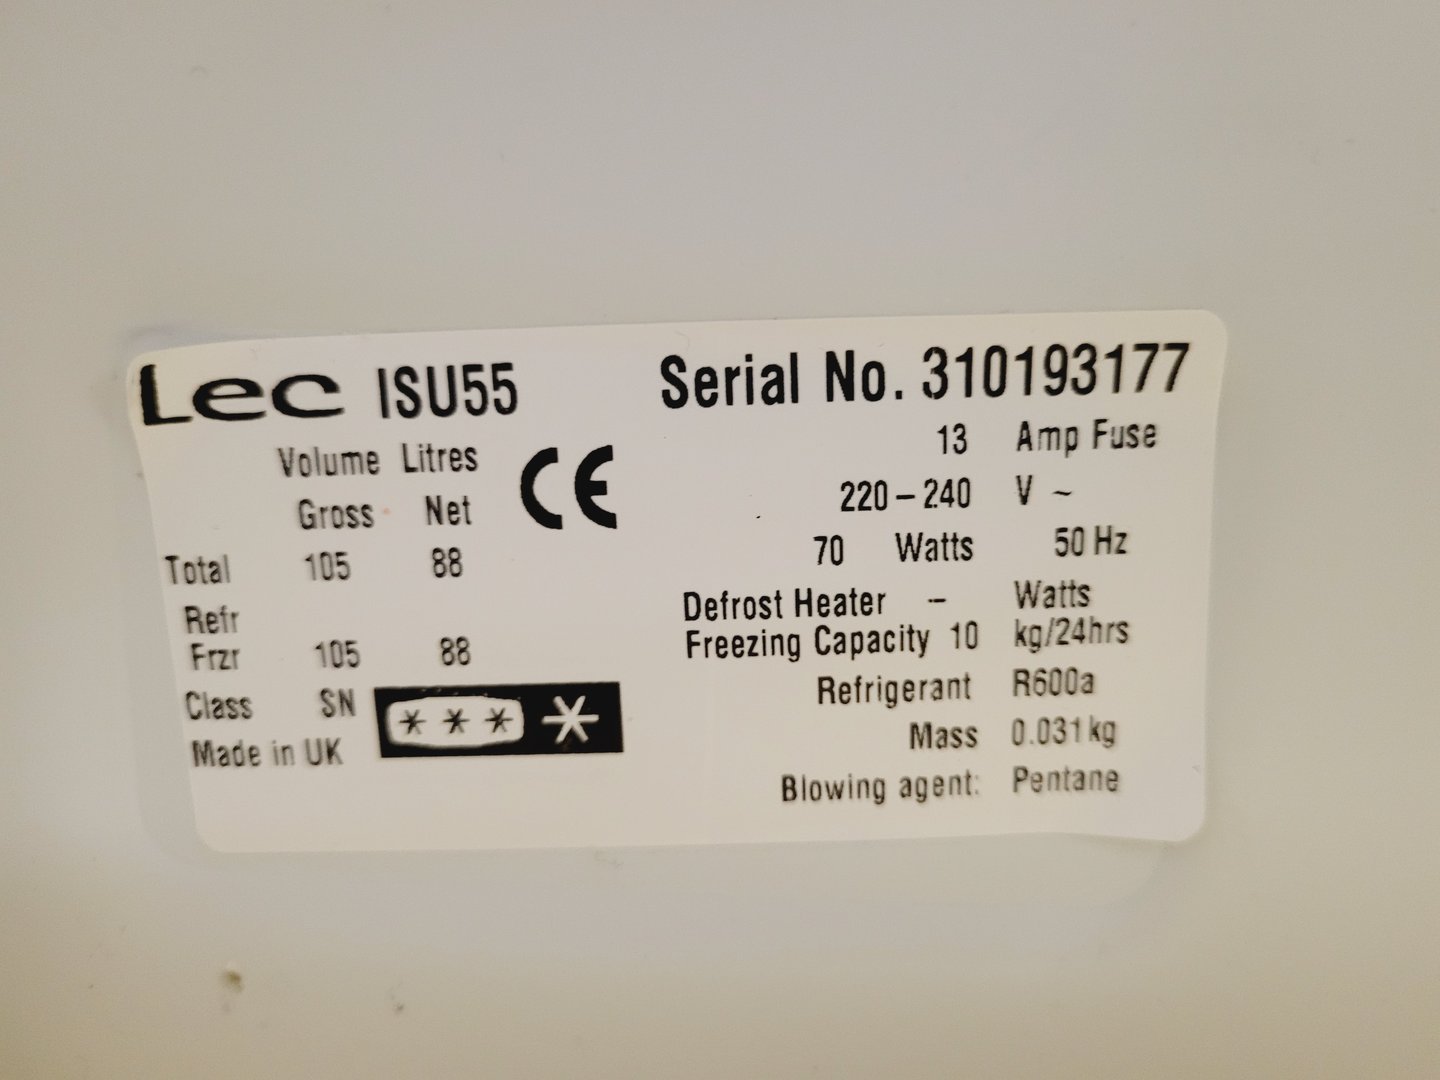 Lec ISU55 Serial No. 310193177
Volume Litres
Gross Net
Total 105 88
Refr
Frzr 105 88
Class SN
Made in UK
CE
*** *
13 Amp Fuse
220 – 240 V ~
70 Watts 50 Hz
Defrost Heater – Watts
Freezing Capacity 10 kg/24hrs
Refrigerant R600a
Mass 0.031kg
Blowing agent: Pentane